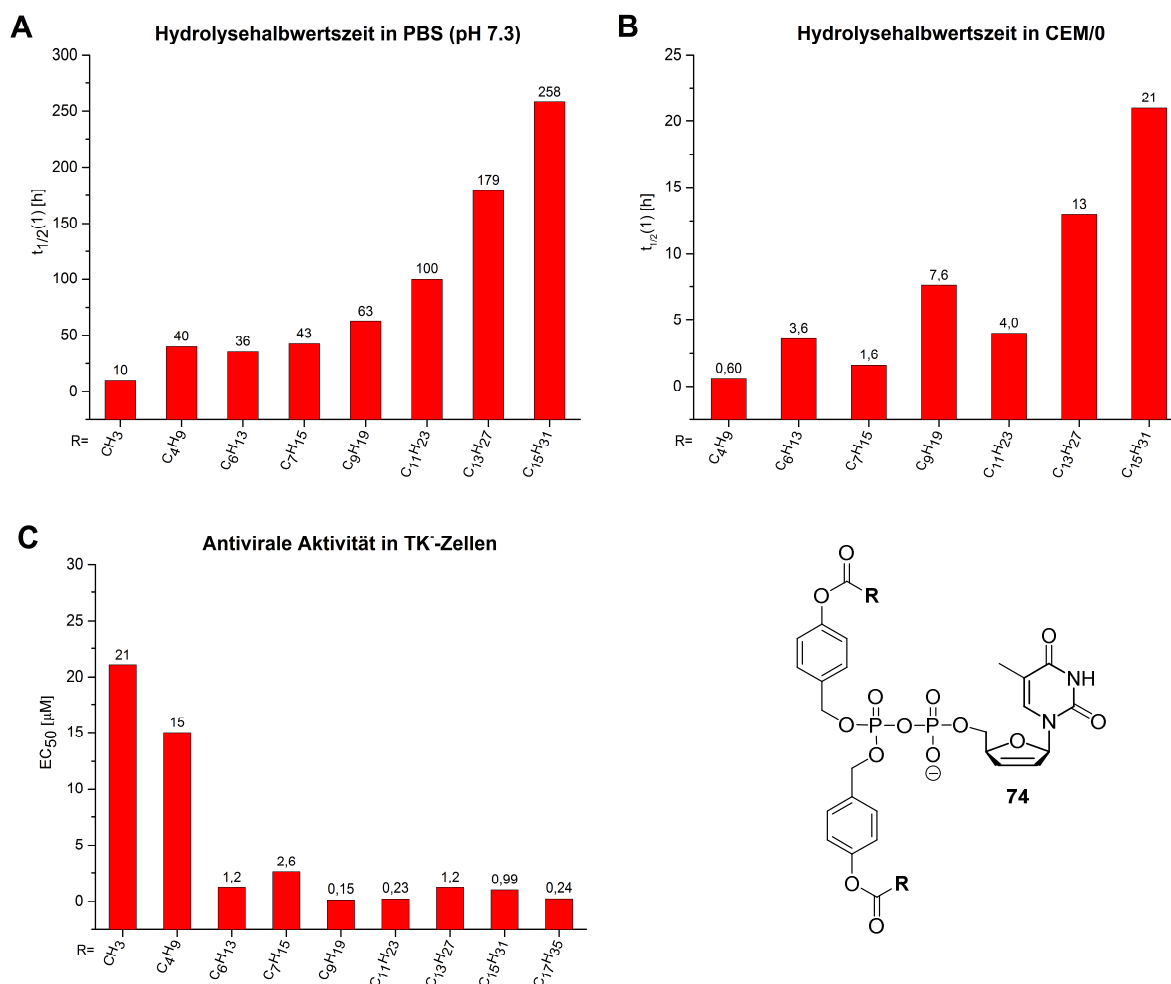 A
Hydrolysehalbwertszeit in PBS (pH 7.3)
300
250
200
150
100
50
0
t1/2(1) [h]
10
40
36
43
63
100
179
258
R=
CH3
C4H9
C6H13
C7H15
C9H19
C11H23
C13H27
C15H31
B
Hydrolysehalbwertszeit in CEM/0
25
20
15
10
5
0
t1/2(1) [h]
0,60
3,6
1,6
7,6
4,0
13
21
R=
C4H9
C6H13
C7H15
C9H19
C11H23
C13H27
C15H31
C
Antivirale Aktivität in TK--Zellen
30
25
20
15
10
5
0
EC50 [µM]
21
15
1,2
2,6
0,15
0,23
1,2
0,99
0,24
R=
CH3
C4H9
C6H13
C7H15
C9H19
C11H23
C13H27
C15H31
C17H35
O
O R
O
NH
O O
N O
O P O P O
O
O O
⊖
74
O R
O